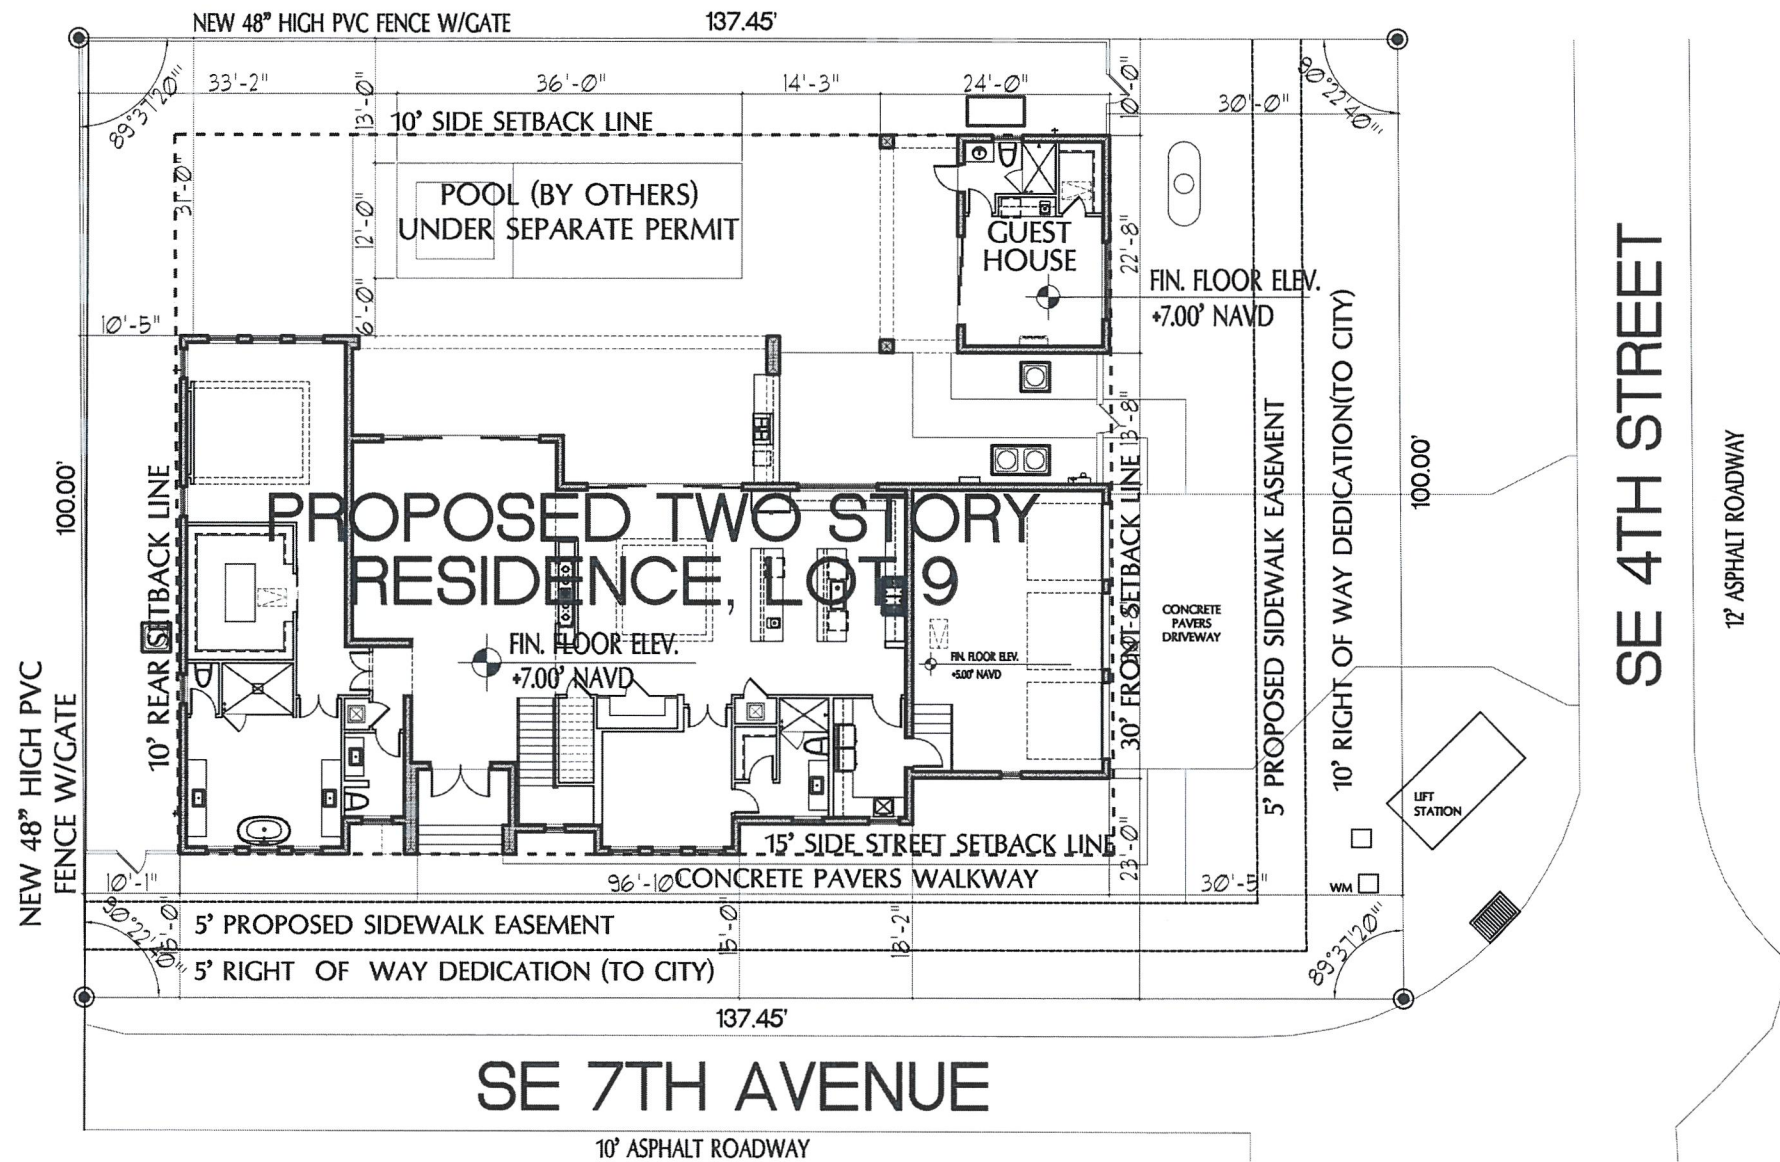 NEW 48" HIGH PVC FENCE W/GATE
137.45'
33'-2"
36'-0"
14'-3"
24'-0"
10'-0"
30'-0"
89°37'20"'
90°22'40"'
13'-0"
10' SIDE SETBACK LINE
31'-0"
POOL (BY OTHERS)
UNDER SEPARATE PERMIT
12'-0"
GUEST
HOUSE
22'-8"
FIN. FLOOR ELEV.
+7.00' NAVD
10'-5"
6'-0"
13'-8"
100.00'
10' REAR SETBACK LINE
PROPOSED TWO STORY
RESIDENCE, LOT 9
FIN. FLOOR ELEV.
+7.00' NAVD
FIN. FLOOR ELEV.
+5.00' NAVD
30' FRONT SETBACK LINE
CONCRETE
PAVERS
DRIVEWAY
5' PROPOSED SIDEWALK EASEMENT
10' RIGHT OF WAY DEDICATION(TO CITY)
100.00'
SE 4TH STREET
12' ASPHALT ROADWAY
NEW 48" HIGH PVC
FENCE W/GATE
LIFT
STATION
WM
15' SIDE STREET SETBACK LINE
23'-0"
10'-1"
96'-10"
CONCRETE PAVERS WALKWAY
30'-5"
90°22'40"'
15'-0"
5' PROPOSED SIDEWALK EASEMENT
15'-0"
18'-2"
89°37'20"'
5' RIGHT OF WAY DEDICATION (TO CITY)
137.45'
SE 7TH AVENUE
10' ASPHALT ROADWAY